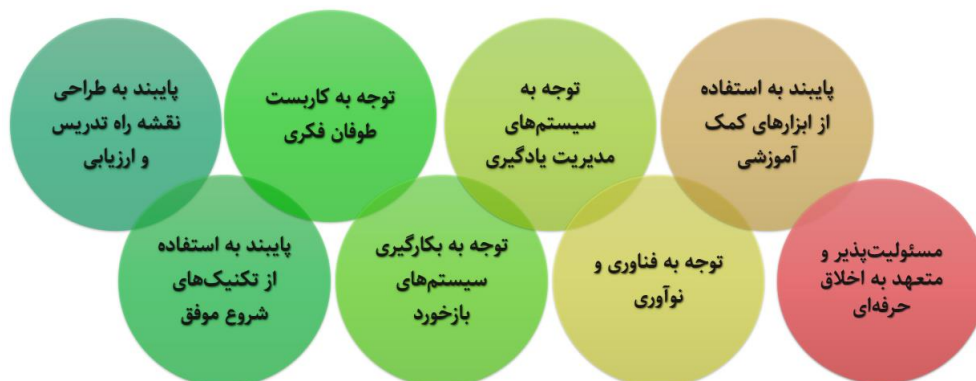 پایبند به استفاده
از ابزارهای کمک
آموزشی
توجه به
سیستم‌های
مدیریت یادگیری
توجه به کاربست
طوفان فکری
پایبند به طراحی
نقشه راه تدریس
و ارزیابی
مسئولیت‌پذیر و
متعهد به اخلاق
حرفه‌ای
توجه به فناوری و
نوآوری
توجه به بکارگیری
سیستم‌های
بازخورد
پایبند به استفاده
از تکنیک‌های
شروع موفق